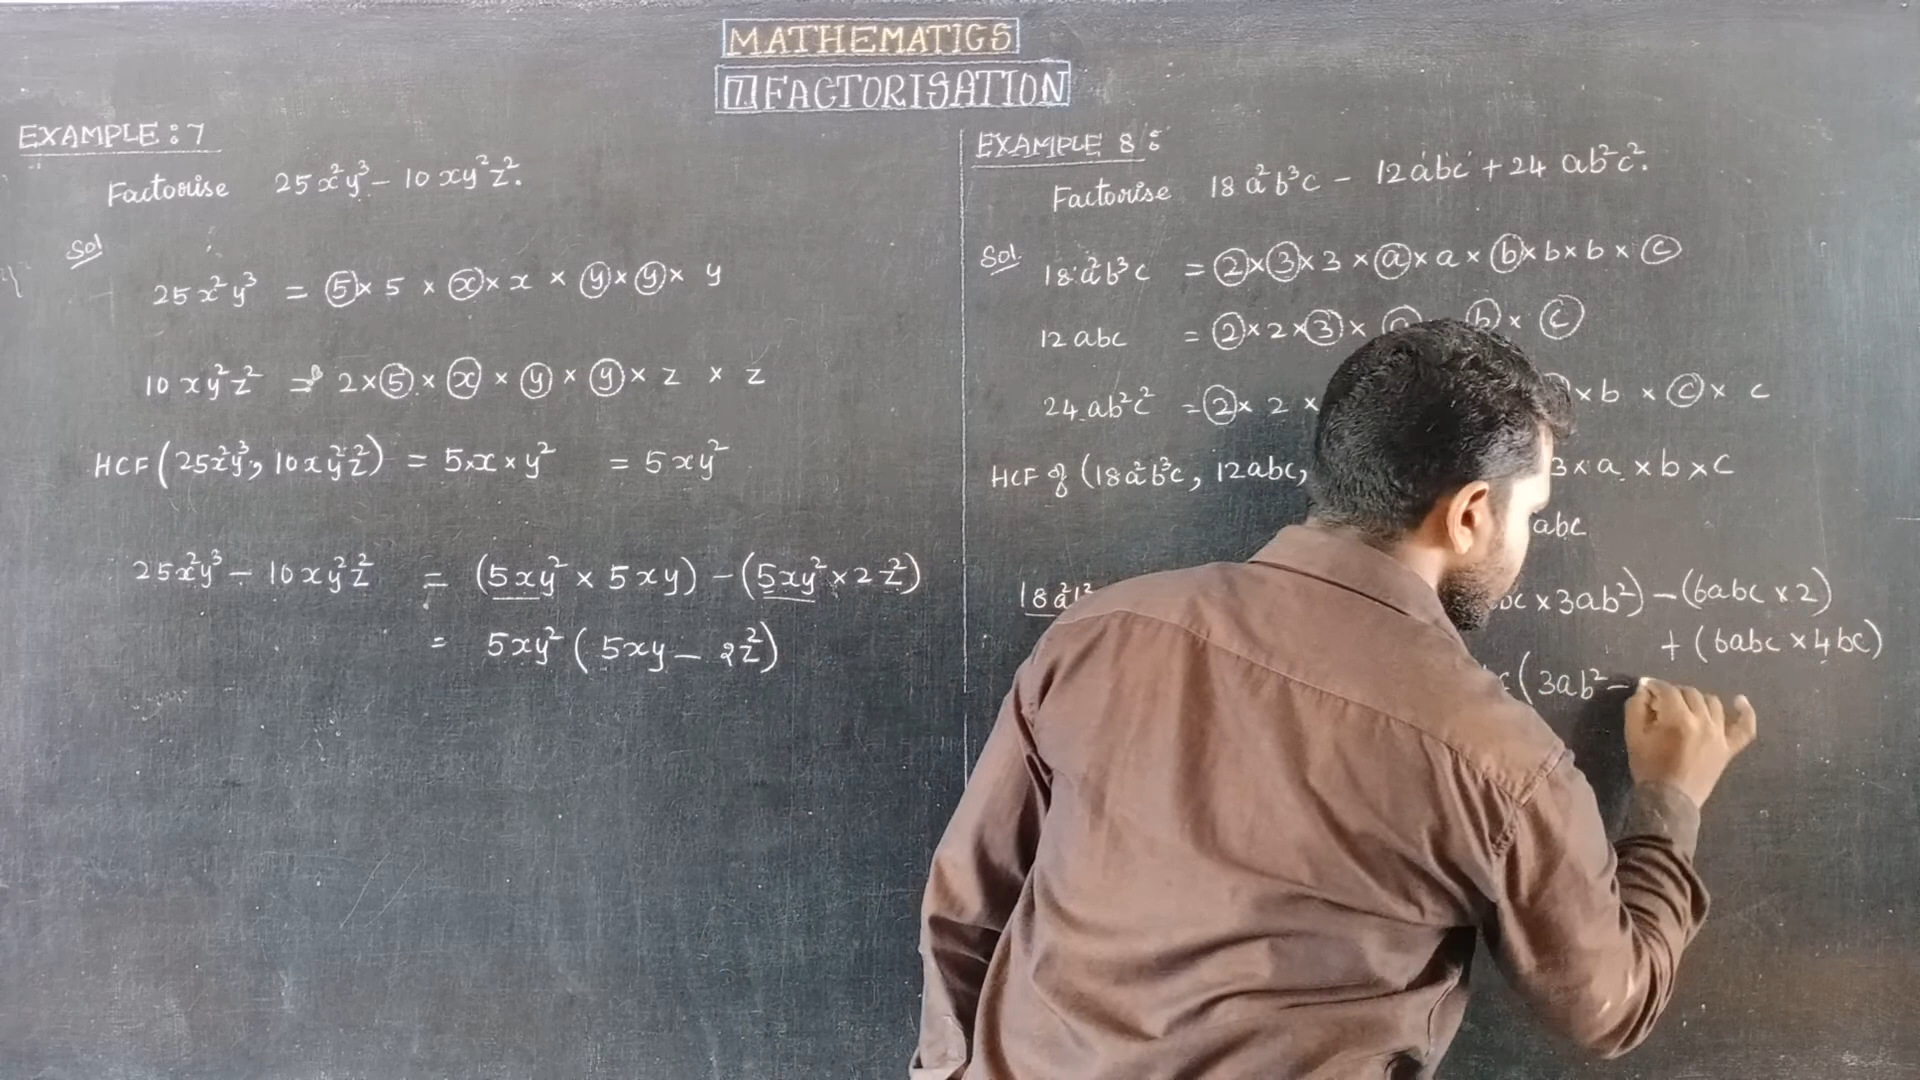 MATHEMATICS
7. FACTORISATION
EXAMPLE : 7
Factorise 25x²y³ - 10xy²z².
Sol
25x²y³ = 5 × 5 × x × x × y × y × y
10xy²z² = 2 × 5 × x × y × y × z × z
HCF (25x²y³, 10xy²z²) = 5 × x × y² = 5xy²
25x²y³ - 10xy²z² = (5xy² × 5xy) - (5xy² × 2z²)
= 5xy² (5xy - 2z²)
EXAMPLE 8 :
Factorise 18a²b³c - 12abc + 24ab²c².
Sol.
18a²b³c = 2 × 3 × 3 × a × a × b × b × b × c
12abc = 2 × 2 × 3 × a b × c
24ab²c² = 2 × 2 × × b × c × c
HCF of (18a²b³c, 12abc, 3 × a × b × c
abc
18a² bc × 3ab²) - (6abc × 2)
+ (6abc × 4bc)
(3ab² -